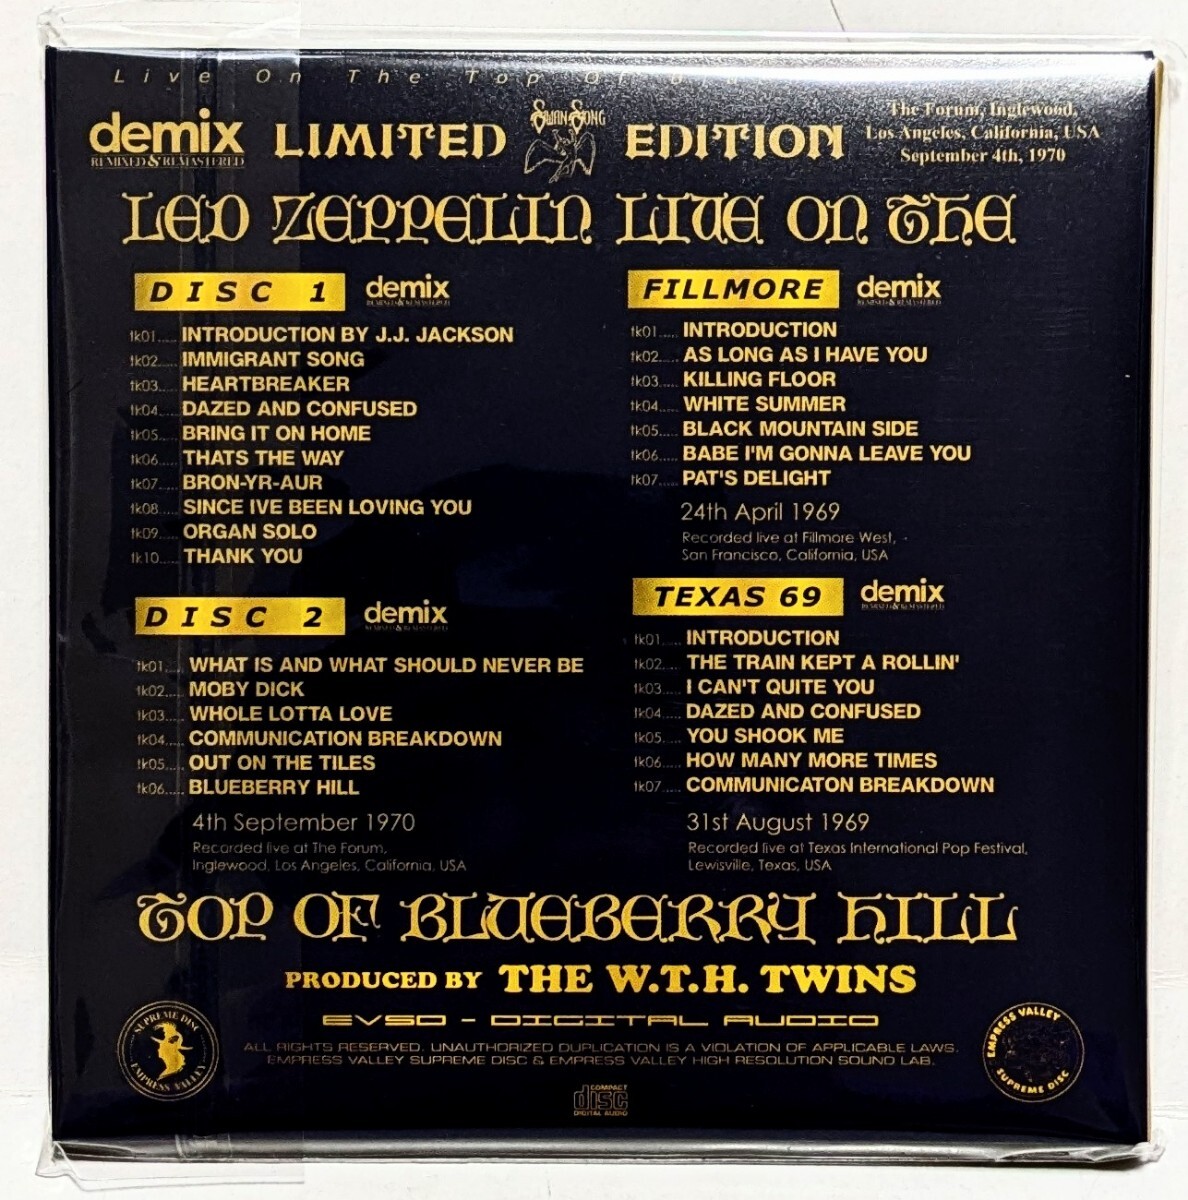 Live On The Top Of
demix
REMIXED & REMASTERED
LIMITED
SWAN SONG
EDITION
The Forum, Inglewood,
Los Angeles, California, USA
September 4th, 1970
LED ZEPPELIN LIVE ON THE
DISC 1
demix
REMIXED & REMASTERED
tk01..... INTRODUCTION BY J.J. JACKSON
tk02..... IMMIGRANT SONG
tk03..... HEARTBREAKER
tk04..... DAZED AND CONFUSED
tk05..... BRING IT ON HOME
tk06..... THATS THE WAY
tk07..... BRON-YR-AUR
tk08..... SINCE IVE BEEN LOVING YOU
tk09..... ORGAN SOLO
tk10..... THANK YOU
DISC 2
demix
REMIXED & REMASTERED
tk01..... WHAT IS AND WHAT SHOULD NEVER BE
tk02..... MOBY DICK
tk03..... WHOLE LOTTA LOVE
tk04..... COMMUNICATION BREAKDOWN
tk05..... OUT ON THE TILES
tk06..... BLUEBERRY HILL
4th September 1970
Recorded live at The Forum,
Inglewood, Los Angeles, California, USA
FILLMORE
demix
REMIXED & REMASTERED
tk01..... INTRODUCTION
tk02..... AS LONG AS I HAVE YOU
tk03..... KILLING FLOOR
tk04..... WHITE SUMMER
tk05..... BLACK MOUNTAIN SIDE
tk06..... BABE I'M GONNA LEAVE YOU
tk07..... PAT'S DELIGHT
24th April 1969
Recorded live at Fillmore West,
San Francisco, California, USA
TEXAS 69
demix
REMIXED & REMASTERED
tk01..... INTRODUCTION
tk02..... THE TRAIN KEPT A ROLLIN'
tk03..... I CAN'T QUITE YOU
tk04..... DAZED AND CONFUSED
tk05..... YOU SHOOK ME
tk06..... HOW MANY MORE TIMES
tk07..... COMMUNICATON BREAKDOWN
31st August 1969
Recorded live at Texas International Pop Festival,
Lewisville, Texas, USA
TOP OF BLUEBERRY HILL
PRODUCED BY THE W.T.H. TWINS
EVSD - DIGITAL AUDIO
ALL RIGHTS RESERVED. UNAUTHORIZED DUPLICATION IS A VIOLATION OF APPLICABLE LAWS.
EMPRESS VALLEY SUPREME DISC & EMPRESS VALLEY HIGH RESOLUTION SOUND LAB.
SUPREME DISC
EMPRESS VALLEY
EMPRESS VALLEY
SUPREME DISC
COMPACT
disc
DIGITAL AUDIO